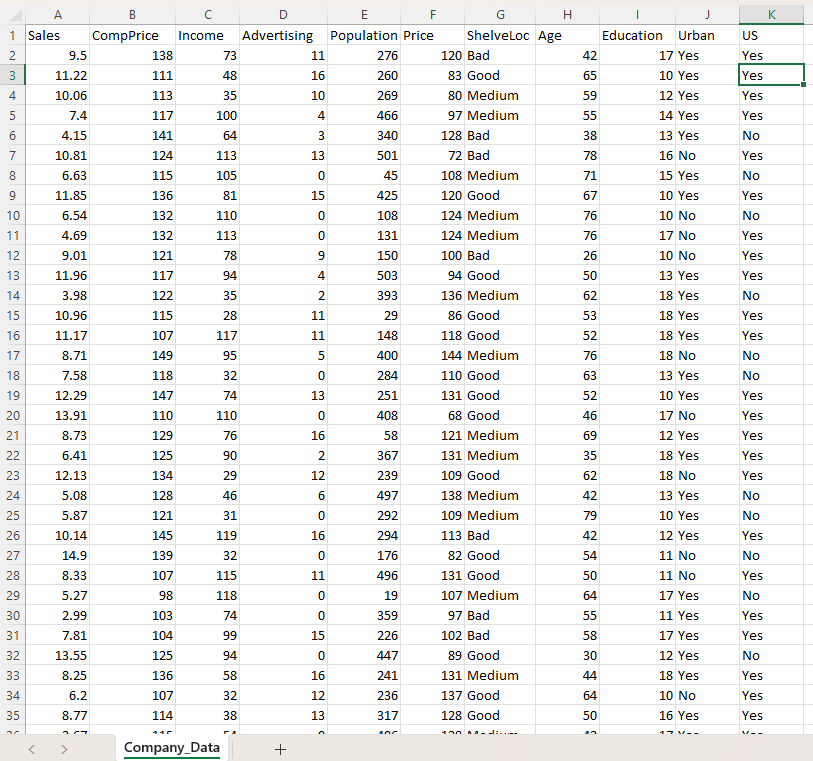 A B C D E F G H I J K
1 Sales CompPrice Income Advertising Population Price ShelveLoc Age Education Urban US
2 9.5 138 73 11 276 120 Bad 42 17 Yes Yes
3 11.22 111 48 16 260 83 Good 65 10 Yes Yes
4 10.06 113 35 10 269 80 Medium 59 12 Yes Yes
5 7.4 117 100 4 466 97 Medium 55 14 Yes Yes
6 4.15 141 64 3 340 128 Bad 38 13 Yes No
7 10.81 124 113 13 501 72 Bad 78 16 No Yes
8 6.63 115 105 0 45 108 Medium 71 15 Yes No
9 11.85 136 81 15 425 120 Good 67 10 Yes Yes
10 6.54 132 110 0 108 124 Medium 76 10 No No
11 4.69 132 113 0 131 124 Medium 76 17 No Yes
12 9.01 121 78 9 150 100 Bad 26 10 No Yes
13 11.96 117 94 4 503 94 Good 50 13 Yes Yes
14 3.98 122 35 2 393 136 Medium 62 18 Yes No
15 10.96 115 28 11 29 86 Good 53 18 Yes Yes
16 11.17 107 117 11 148 118 Good 52 18 Yes Yes
17 8.71 149 95 5 400 144 Medium 76 18 No No
18 7.58 118 32 0 284 110 Good 63 13 Yes No
19 12.29 147 74 13 251 131 Good 52 10 Yes Yes
20 13.91 110 110 0 408 68 Good 46 17 No Yes
21 8.73 129 76 16 58 121 Medium 69 12 Yes Yes
22 6.41 125 90 2 367 131 Medium 35 18 Yes Yes
23 12.13 134 29 12 239 109 Good 62 18 No Yes
24 5.08 128 46 6 497 138 Medium 42 13 Yes No
25 5.87 121 31 0 292 109 Medium 79 10 Yes No
26 10.14 145 119 16 294 113 Bad 42 12 Yes Yes
27 14.9 139 32 0 176 82 Good 54 11 No No
28 8.33 107 115 11 496 131 Good 50 11 No Yes
29 5.27 98 118 0 19 107 Medium 64 17 Yes No
30 2.99 103 74 0 359 97 Bad 55 11 Yes Yes
31 7.81 104 99 15 226 102 Bad 58 17 Yes Yes
32 13.55 125 94 0 447 89 Good 30 12 Yes No
33 8.25 136 58 16 241 131 Medium 44 18 Yes Yes
34 6.2 107 32 12 236 137 Good 64 10 No Yes
35 8.77 114 38 13 317 128 Good 50 16 Yes Yes
Company_Data